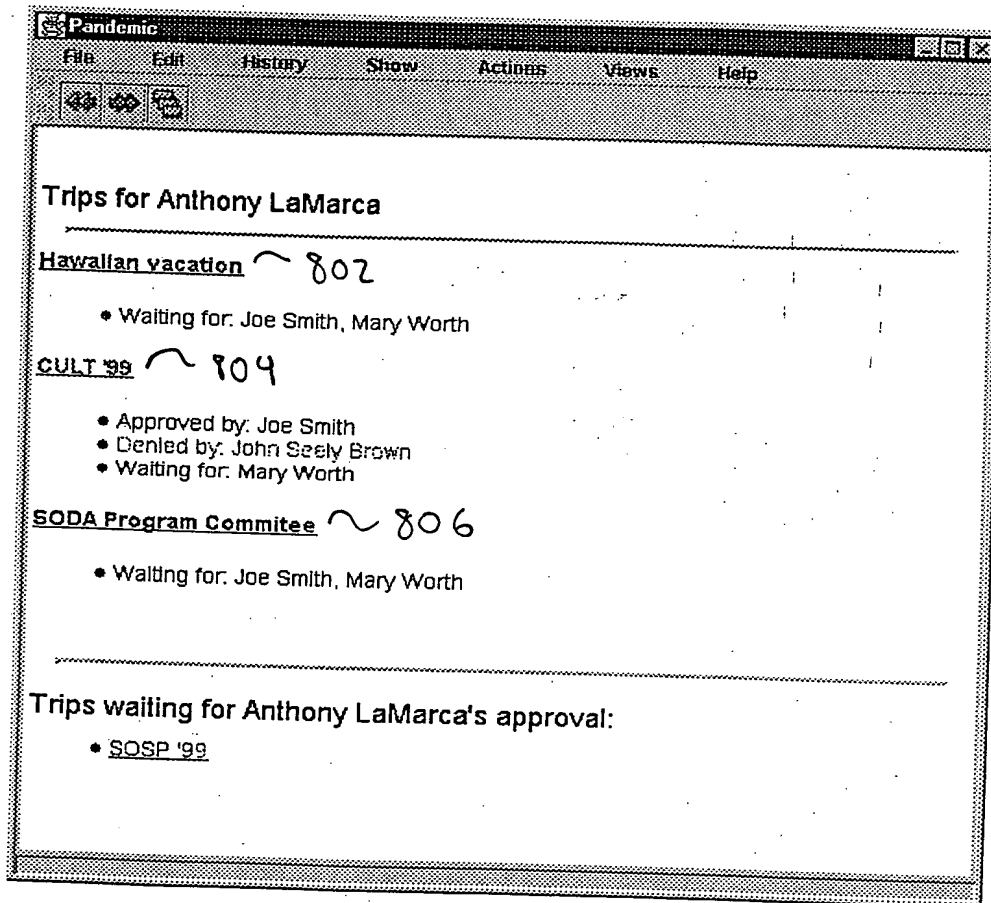 Pandemic
File Edit History Show Actions Views Help
Trips for Anthony LaMarca
Hawaiian vacation 802
• Waiting for: Joe Smith, Mary Worth
CULT '99 804
• Approved by: Joe Smith
• Denied by: John Seely Brown
• Waiting for: Mary Worth
SODA Program Commitee 806
• Waiting for: Joe Smith, Mary Worth
Trips waiting for Anthony LaMarca's approval:
• SOSP '99